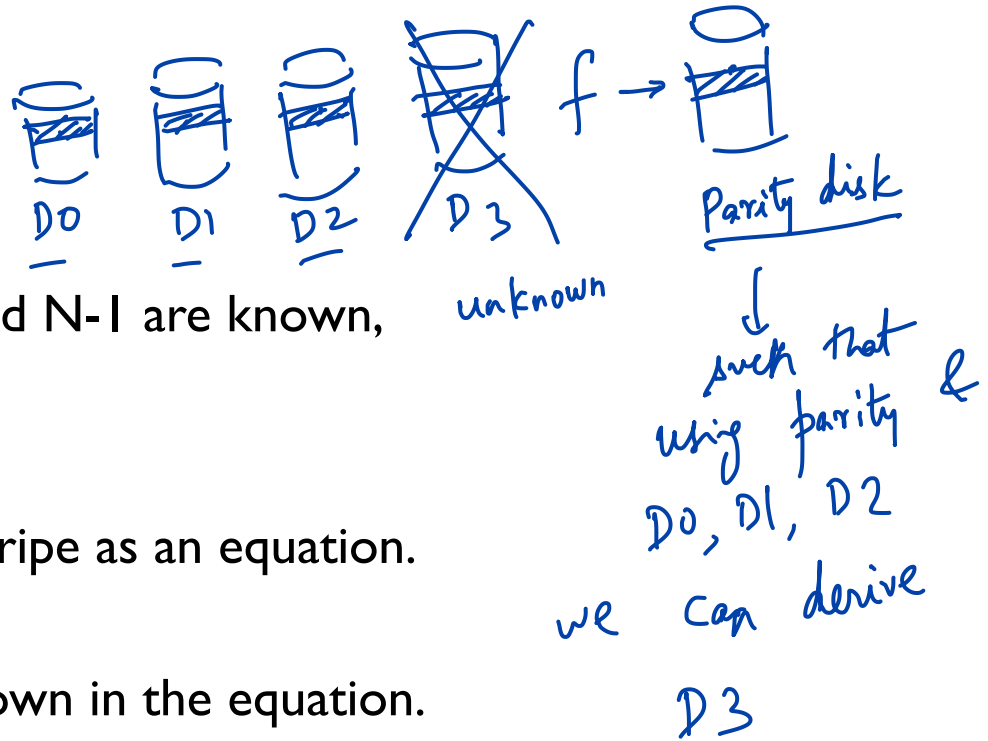 f →
D0 D1 D2 D3
Parity disk
unknown
d N-1 are known,
such that
using parity &
D0, D1, D2
ripe as an equation.
we can derive
own in the equation.
D3